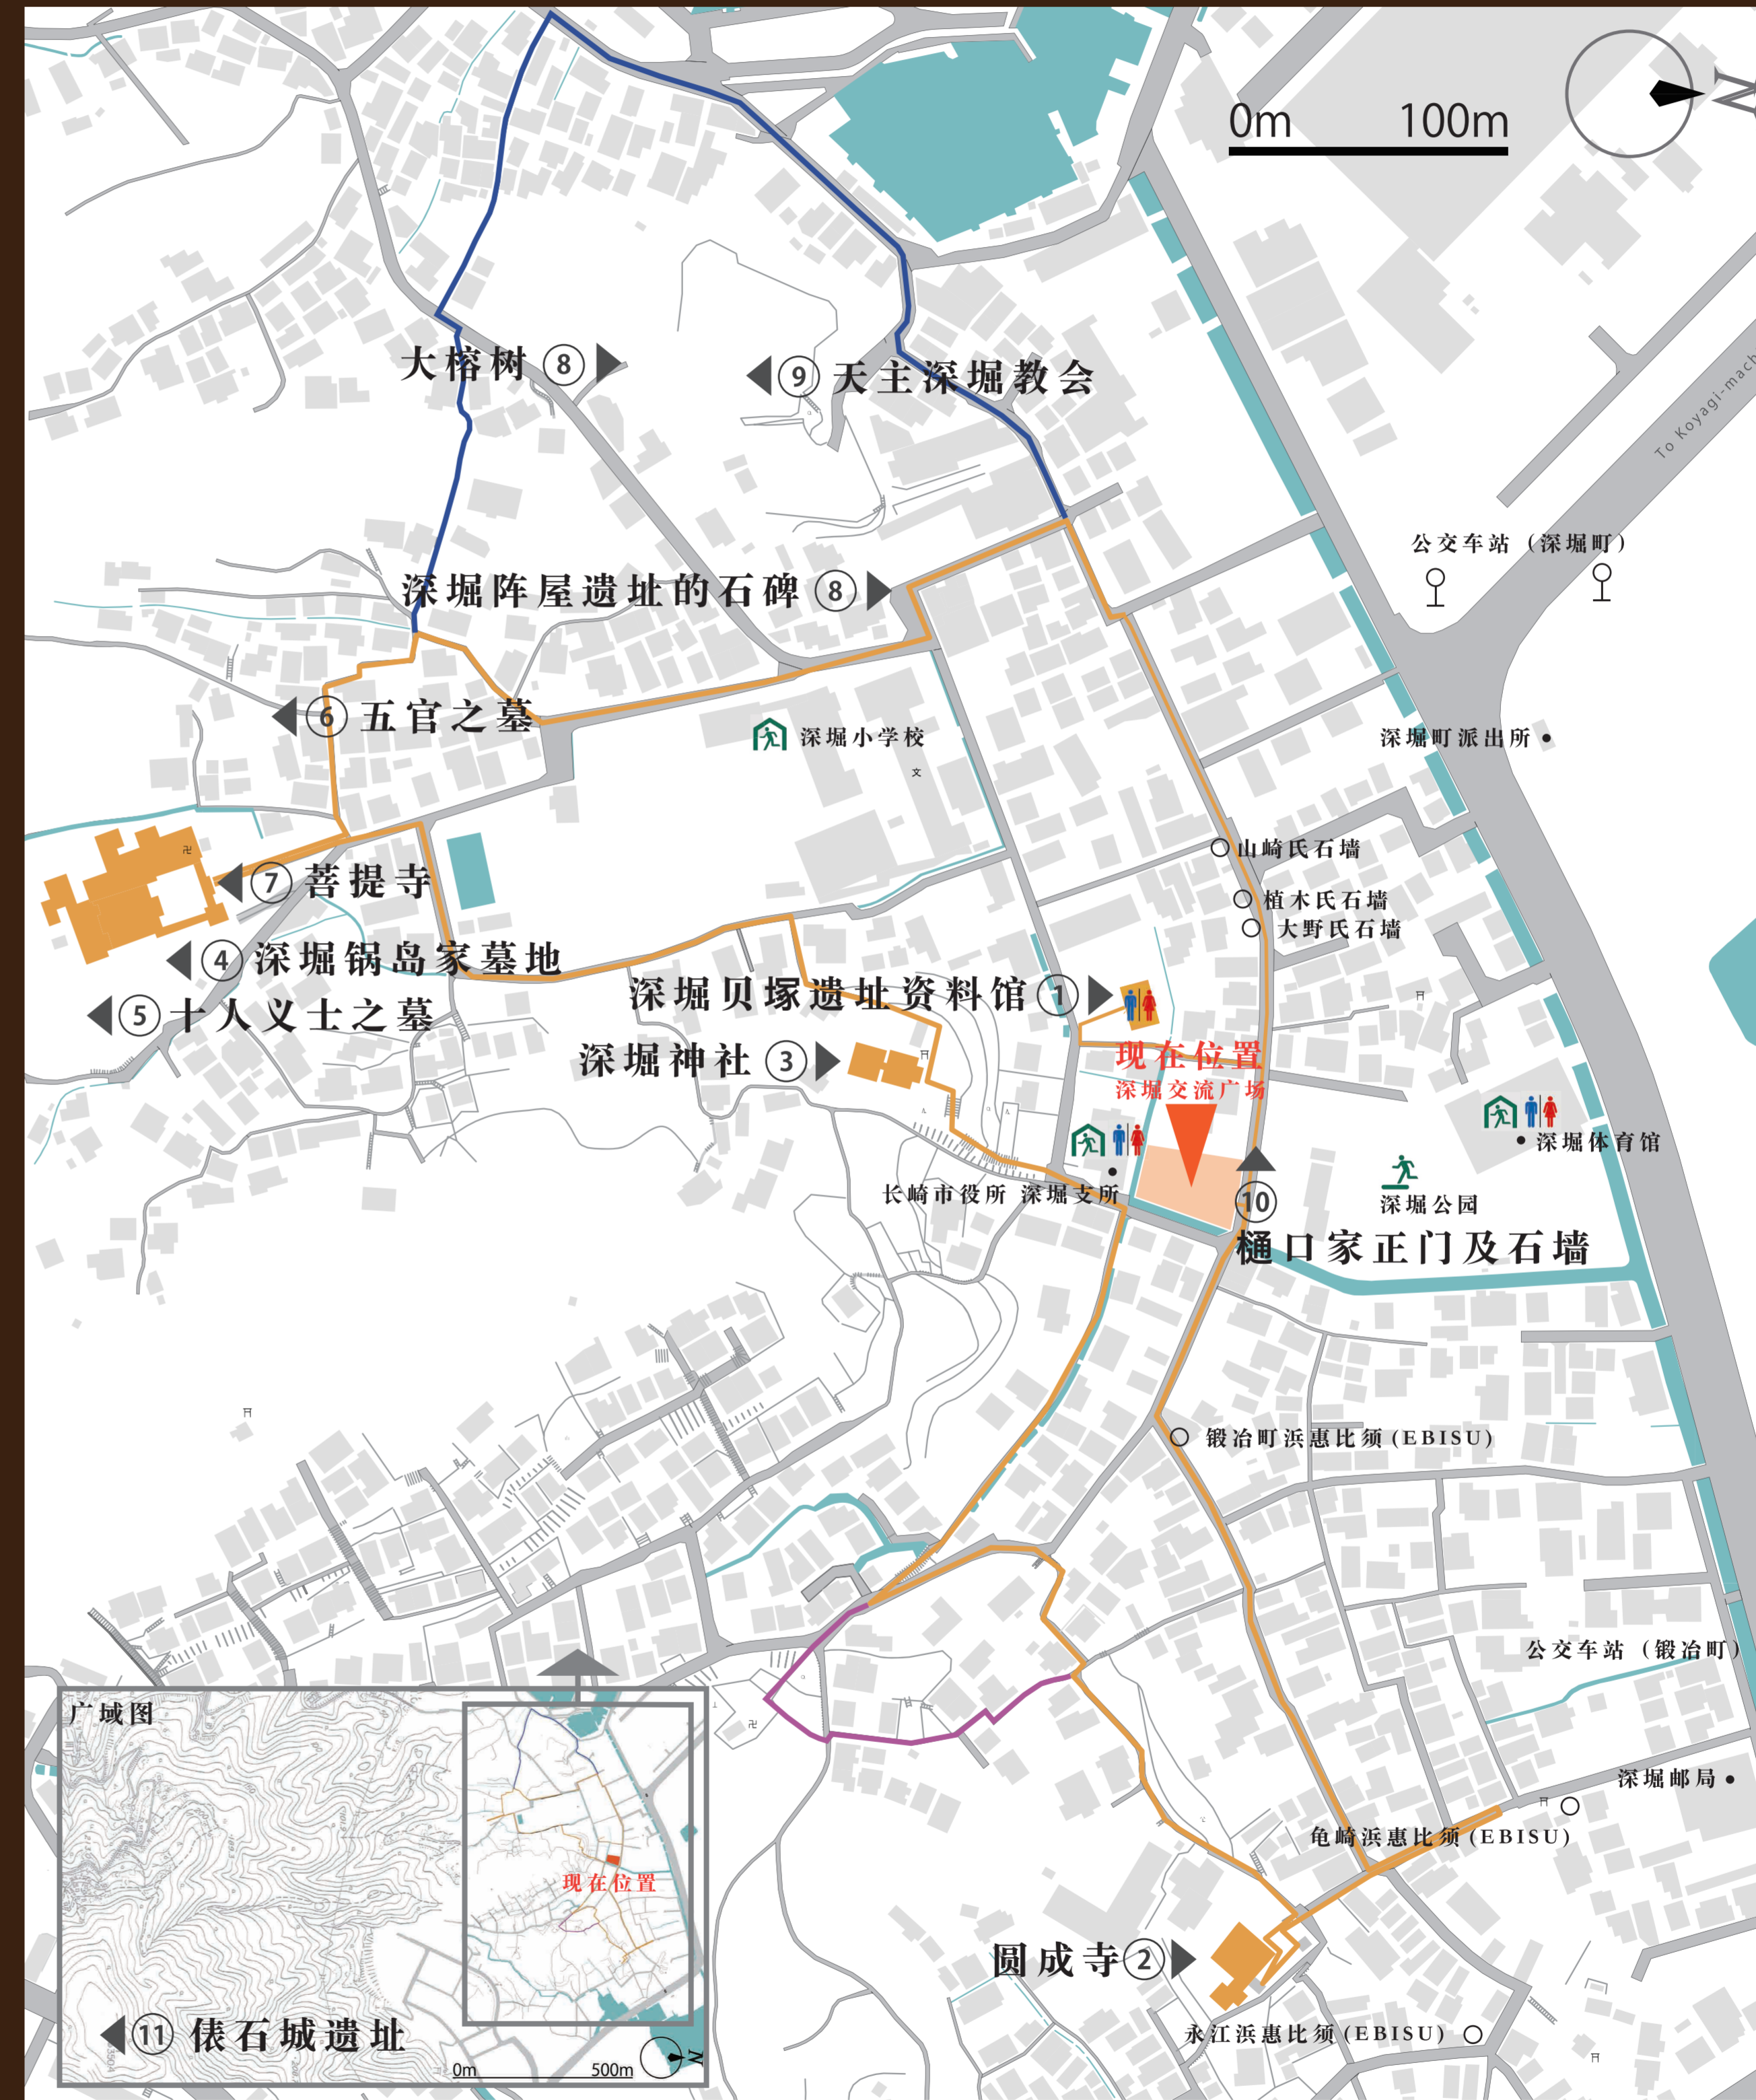 0m 100m
N
To Koyagi-mach
大榕树 ⑧
⑨ 天主深堀教会
公交车站（深堀町）
深堀阵屋遗址的石碑 ⑧
⑥ 五官之墓
深堀小学校
文
深堀町派出所
山崎氏石墙
植木氏石墙
大野氏石墙
卍
⑦ 菩提寺
④ 深堀锅岛家墓地
⑤ 十人义士之墓
深堀贝塚遗址资料馆 ①
深堀神社 ③
现在位置
深堀交流广场
深堀体育馆
长崎市役所 深堀支所
深堀公园
⑩
樋口家正门及石墙
锻冶町浜惠比须(EBISU)
公交车站（锻冶町）
卍
深堀邮局
龟崎浜惠比须(EBISU)
圆成寺②
永江浜惠比须(EBISU)
广域图
现在位置
⑪ 俵石城遗址
0m 500m
N